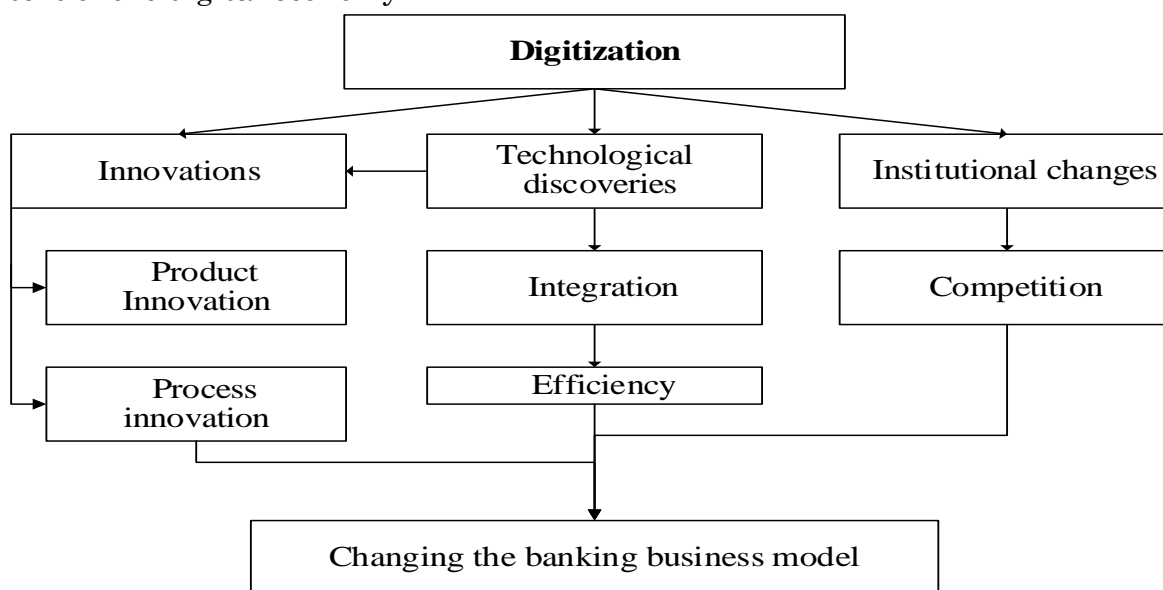 Digitization
Innovations
Technological
discoveries
Institutional changes
Product
Innovation
Integration
Competition
Process
innovation
Efficiency
Changing the banking business model